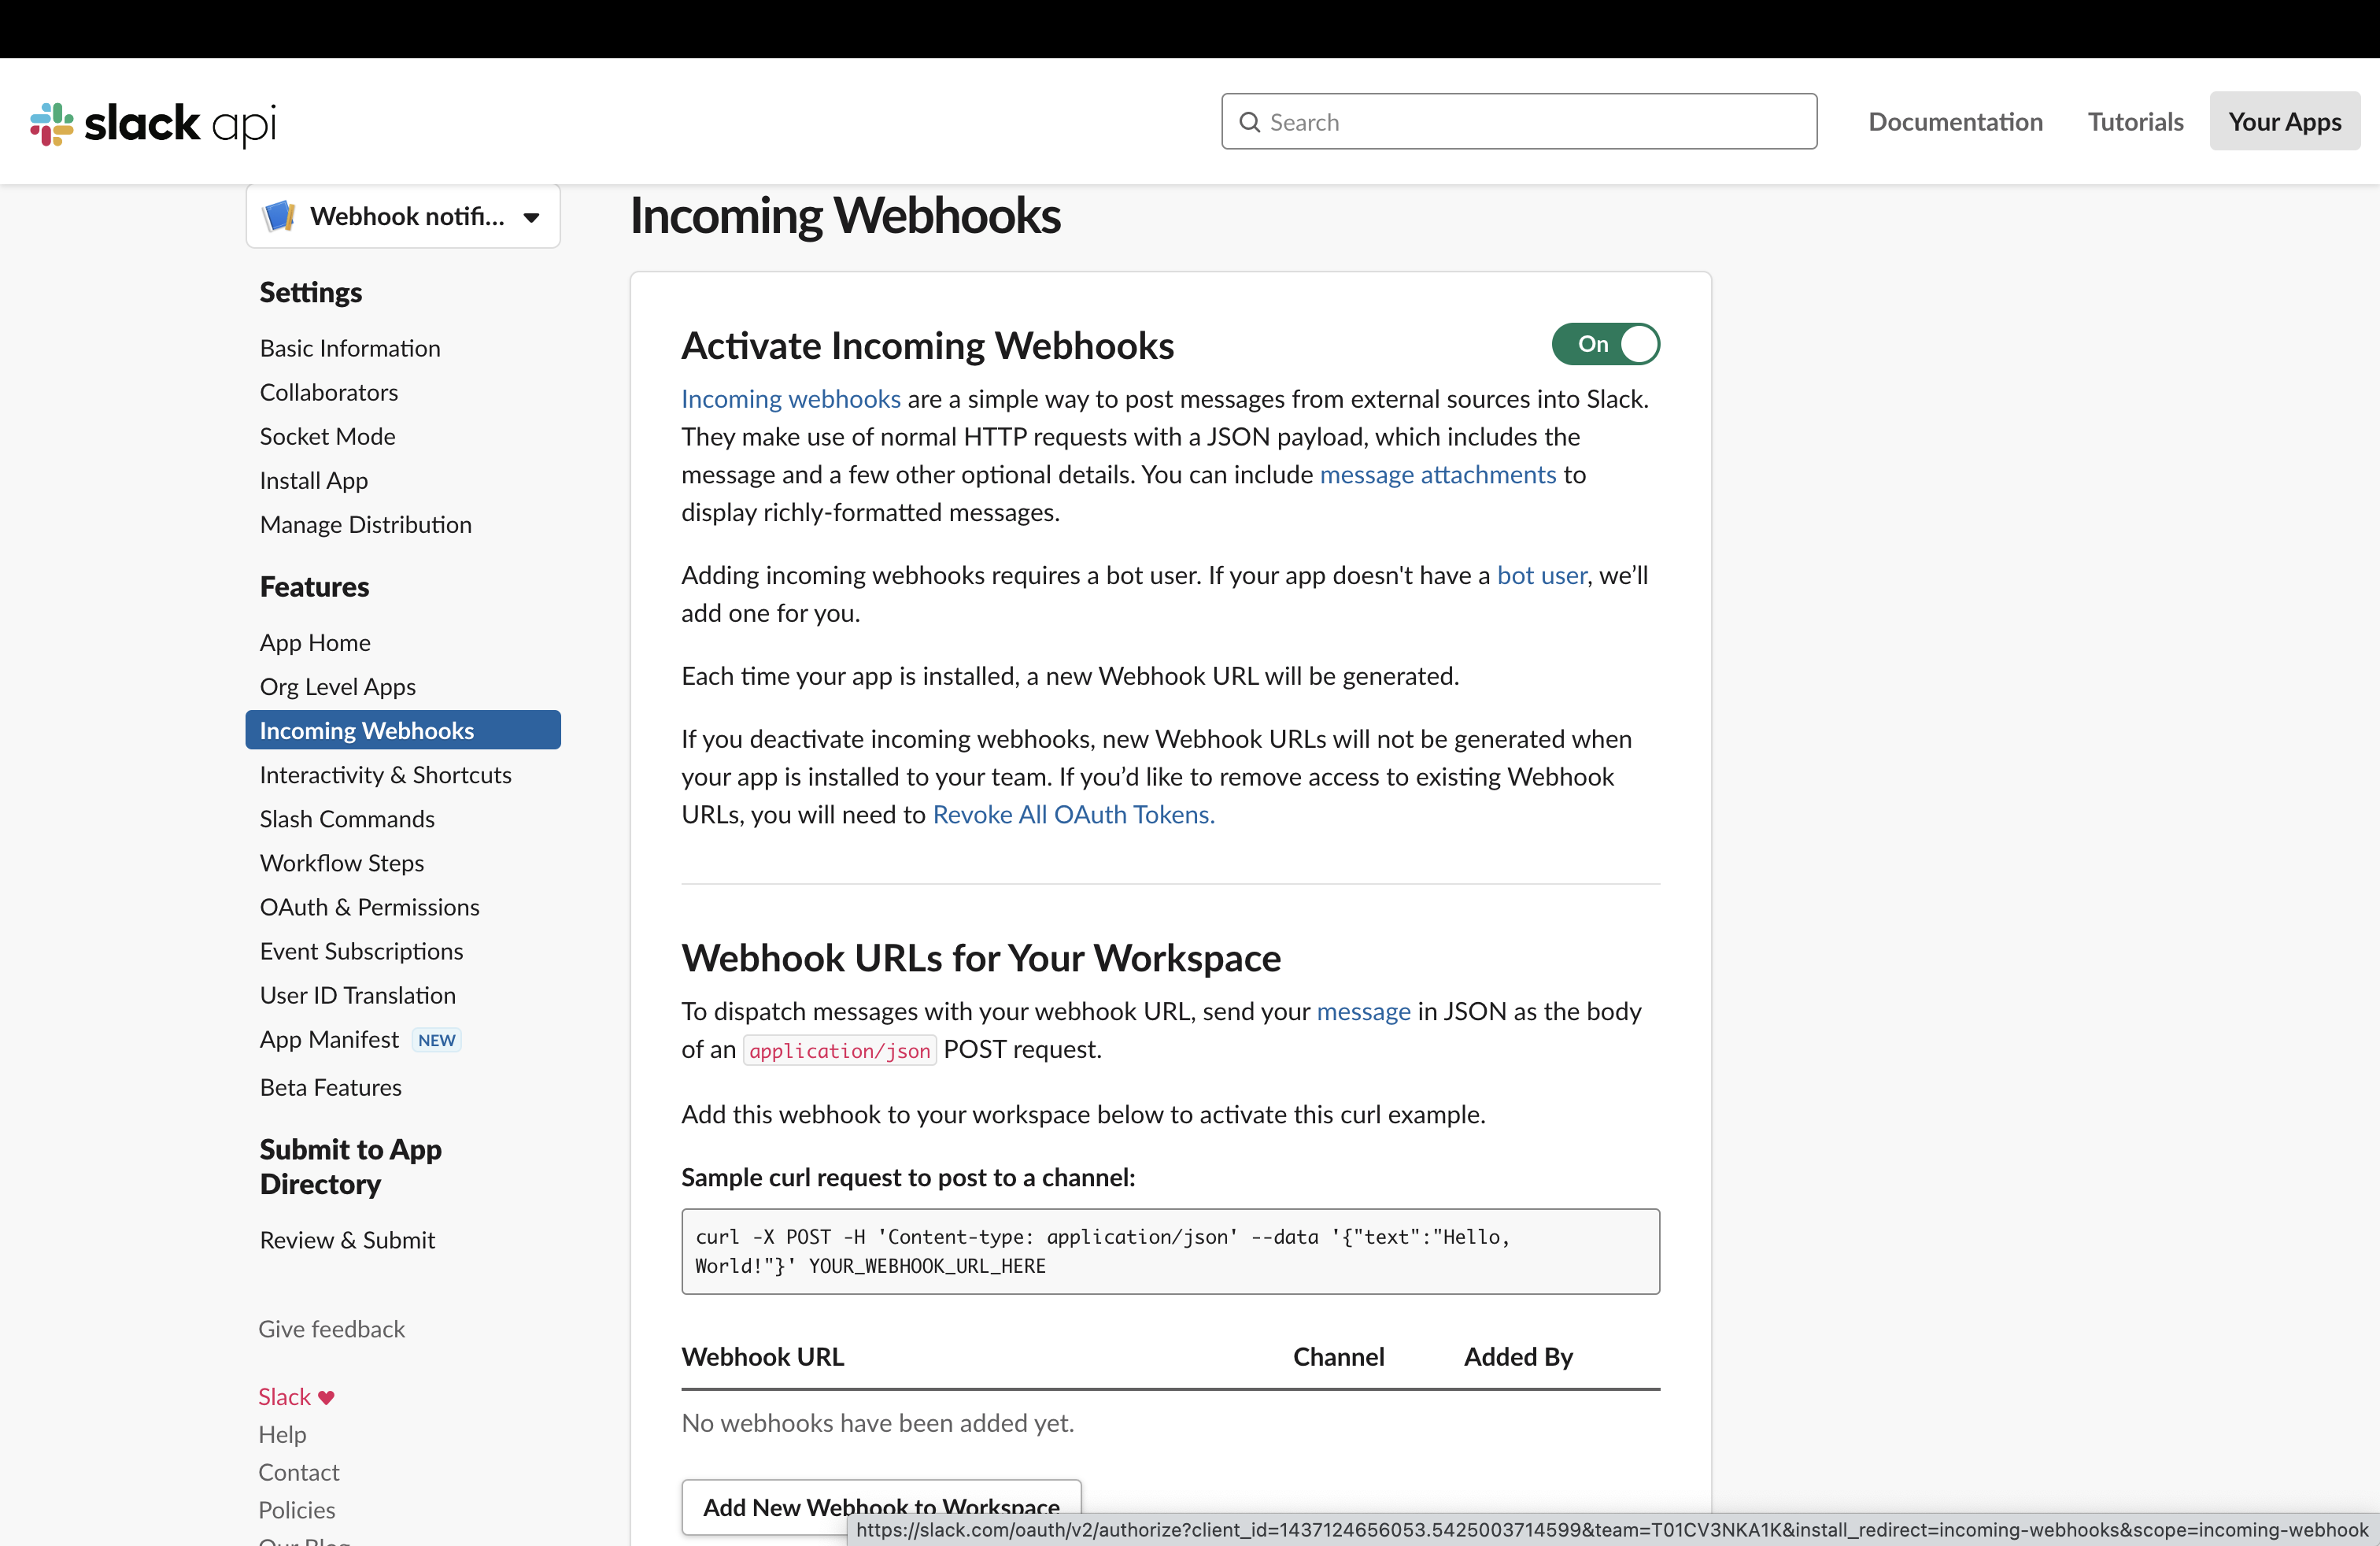 slack api
Search
Documentation
Tutorials
Your Apps
Webhook notifi...
Settings
Basic Information
Collaborators
Socket Mode
Install App
Manage Distribution
Features
App Home
Org Level Apps
Incoming Webhooks
Interactivity & Shortcuts
Slash Commands
Workflow Steps
OAuth & Permissions
Event Subscriptions
User ID Translation
App Manifest NEW
Beta Features
Submit to App
Directory
Review & Submit
Give feedback
Slack ♥
Help
Contact
Policies
Our Blog
Incoming Webhooks
Activate Incoming Webhooks
On
Incoming webhooks are a simple way to post messages from external sources into Slack.
They make use of normal HTTP requests with a JSON payload, which includes the
message and a few other optional details. You can include message attachments to
display richly-formatted messages.
Adding incoming webhooks requires a bot user. If your app doesn't have a bot user, we’ll
add one for you.
Each time your app is installed, a new Webhook URL will be generated.
If you deactivate incoming webhooks, new Webhook URLs will not be generated when
your app is installed to your team. If you’d like to remove access to existing Webhook
URLs, you will need to Revoke All OAuth Tokens.
Webhook URLs for Your Workspace
To dispatch messages with your webhook URL, send your message in JSON as the body
of an application/json POST request.
Add this webhook to your workspace below to activate this curl example.
Sample curl request to post to a channel:
curl -X POST -H 'Content-type: application/json' --data '{"text":"Hello,
World!"}' YOUR_WEBHOOK_URL_HERE
Webhook URL
Channel
Added By
No webhooks have been added yet.
Add New Webhook to Workspace
https://slack.com/oauth/v2/authorize?client_id=1437124656053.5425003714599&team=T01CV3NKA1K&install_redirect=incoming-webhooks&scope=incoming-webhook